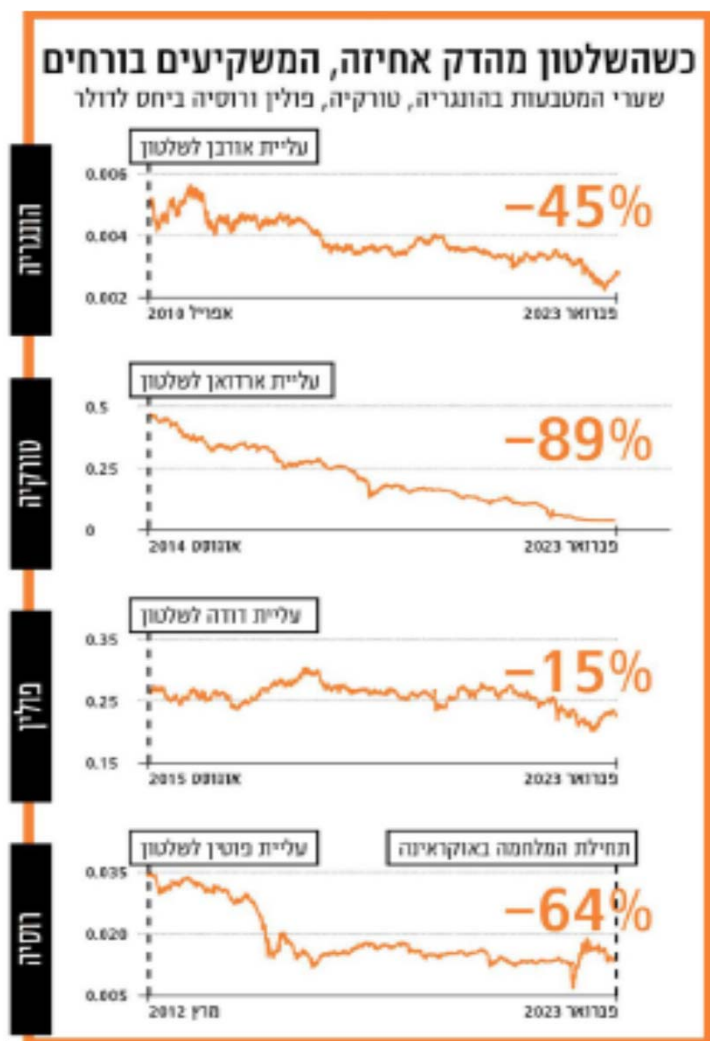 כשהשלטון מהדק אחיזה, המשקיעים בורחים
שערי המטבעות בהונגריה, טורקיה, פולין ורוסיה ביחס לדולר
הונגריה
עליית אורבן לשלטון
-45%
0.006
0.004
0.002
אפריל 2010
פברואר 2023
טורקיה
עליית ארדואן לשלטון
-89%
0.5
0.25
0
אוגוסט 2014
פברואר 2023
פולין
עליית דודה לשלטון
-15%
0.35
0.25
0.15
אוגוסט 2015
פברואר 2023
רוסיה
עליית פוטין לשלטון
תחילת המלחמה באוקראינה
-64%
0.035
0.020
0.005
מרץ 2012
פברואר 2023